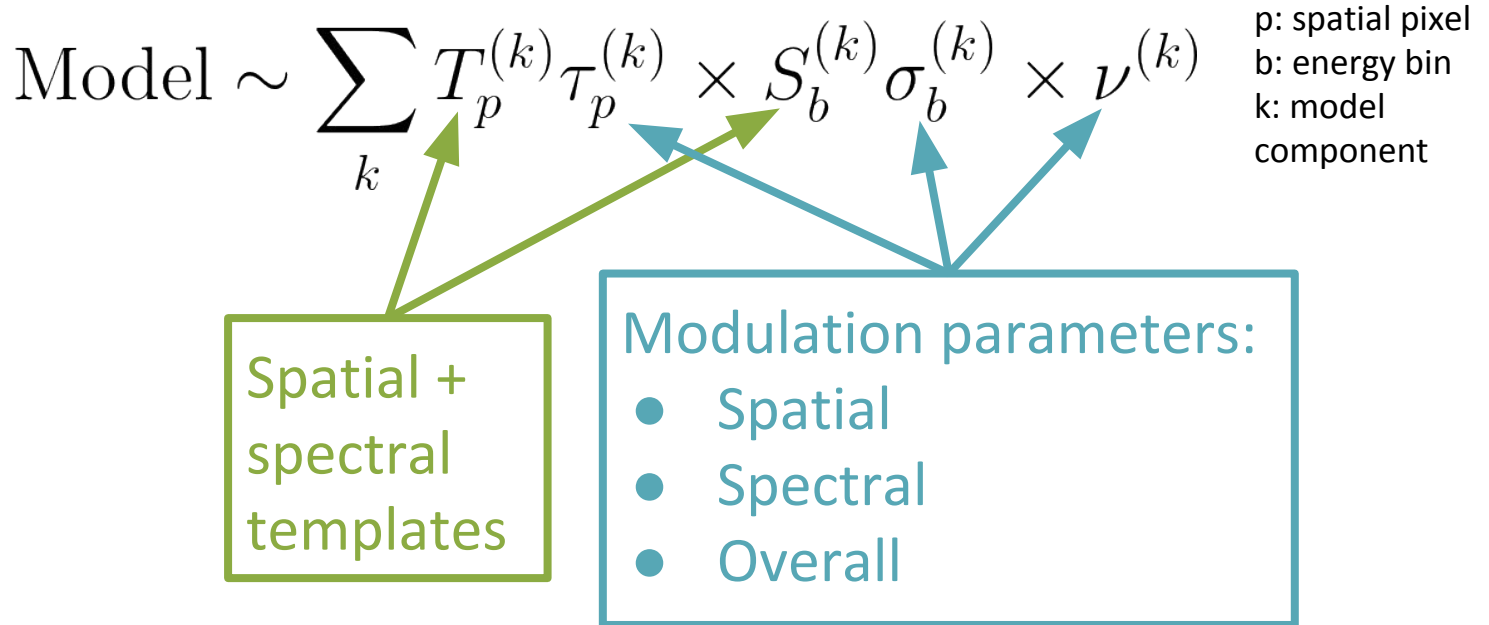 Model ∼ ∑_k T_p^{(k)} τ_p^{(k)} × S_b^{(k)} σ_b^{(k)} × ν^{(k)}
p: spatial pixel
b: energy bin
k: model
component
Spatial +
spectral
templates
Modulation parameters:
● Spatial
● Spectral
● Overall